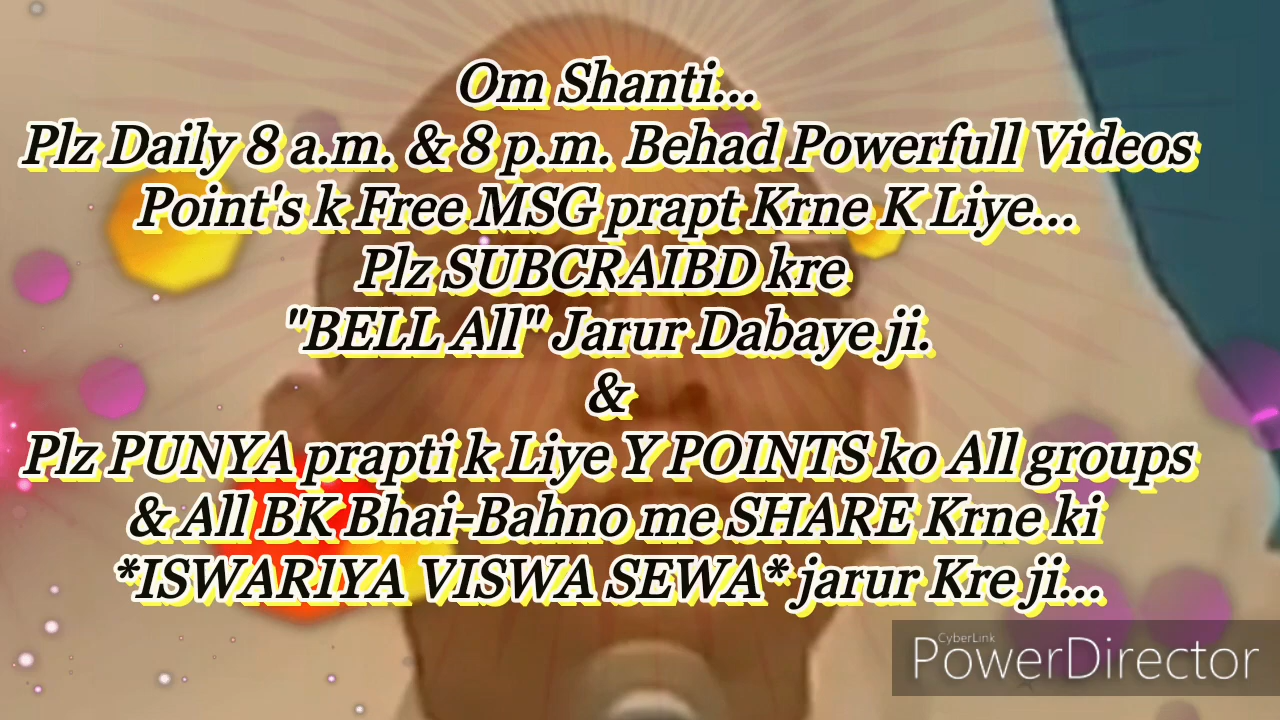 Om Shanti...
Plz Daily 8 a.m. & 8 p.m. Behad Powerfull Videos
Point's k Free MSG prapt Krne K Liye...
Plz SUBCRAIBD kre
"BELL All" Jarur Dabaye ji.
&
Plz PUNYA prapti k Liye Y POINTS ko All groups
& All BK Bhai-Bahno me SHARE Krne ki
*ISWARIYA VISWA SEWA* jarur Kre ji...
CyberLink
PowerDirector